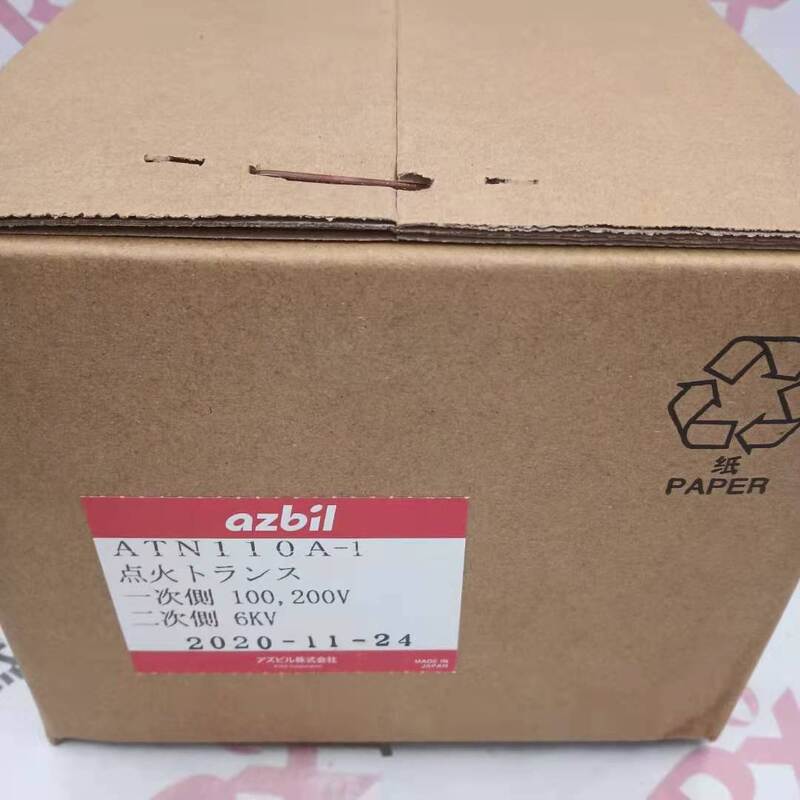 纸
PAPER
azbil
ATN110A-1
点火トランス
一次側 100,200V
二次側 6KV
2020-11-24
アズビル株式会社
MADE IN
JAPAN